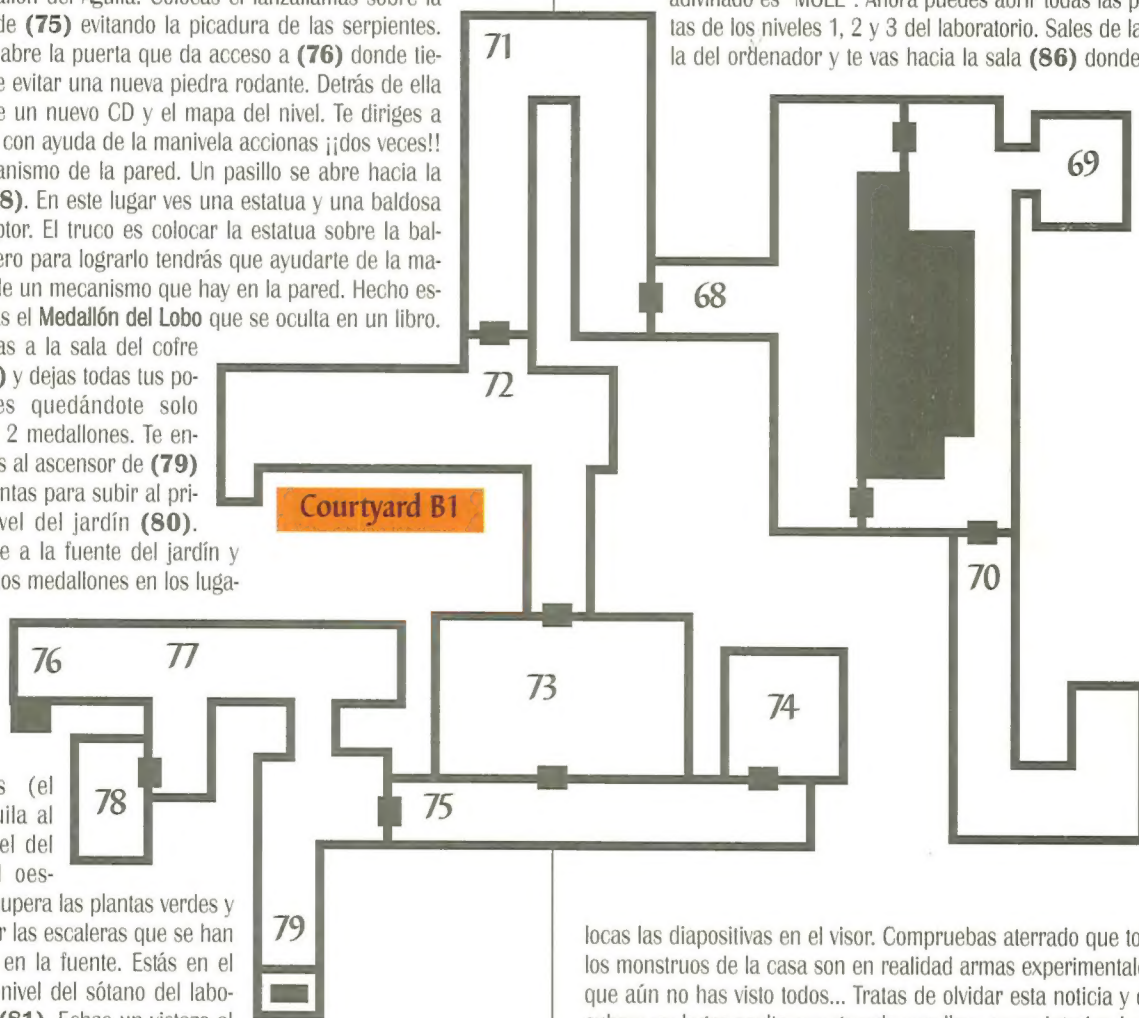 de (75) evitando la picadura de las serpientes.
abre la puerta que da acceso a (76) donde tie-
evitar una nueva piedra rodante. Detrás de ella
un nuevo CD y el mapa del nivel. Te diriges a
con ayuda de la manivela accionas ¡¡dos veces!!
anismo de la pared. Un pasillo se abre hacia la
8). En este lugar ves una estatua y una baldosa
otor. El truco es colocar la estatua sobre la bal-
ero para lograrlo tendrás que ayudarte de la ma-
de un mecanismo que hay en la pared. Hecho es-
s el Medallón del Lobo que se oculta en un libro.
as a la sala del cofre
) y dejas todas tus po-
es quedándote solo
2 medallones. Te en-
s al ascensor de (79)
ntas para subir al pri-
vel del jardín (80).
e a la fuente del jardín y
os medallones en los luga-
s (el
uila al
el del
oes-
upera las plantas verdes y
r las escaleras que se han
en la fuente. Estás en el
nivel del sótano del labo-
tas de los niveles 1, 2 y 3 del laboratorio. Sales de la
la del ordenador y te vas hacia la sala (86) donde
71
69
68
72
Courtyard B1
70
76
77
73
74
78
75
79
locas las diapositivas en el visor. Compruebas aterrado que to
los monstruos de la casa son en realidad armas experimentale
que aún no has visto todos... Tratas de olvidar esta noticia y